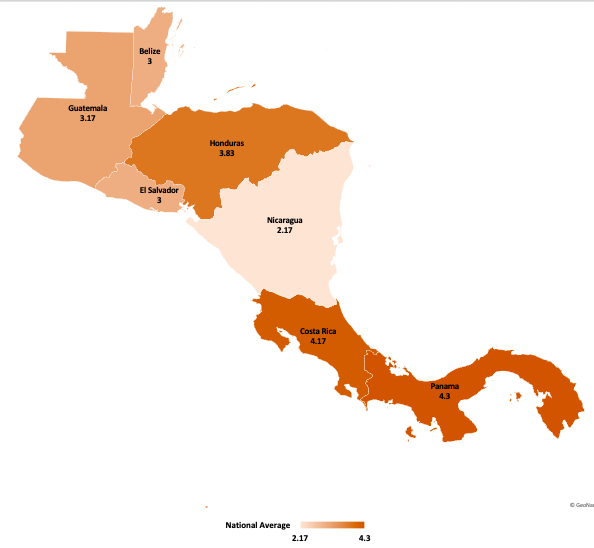 Belize
3
Guatemala
3.17
Honduras
3.83
El Salvador
3
Nicaragua
2.17
Costa Rica
4.17
Panama
4.3
© GeoNa
National Average
2.17
4.3